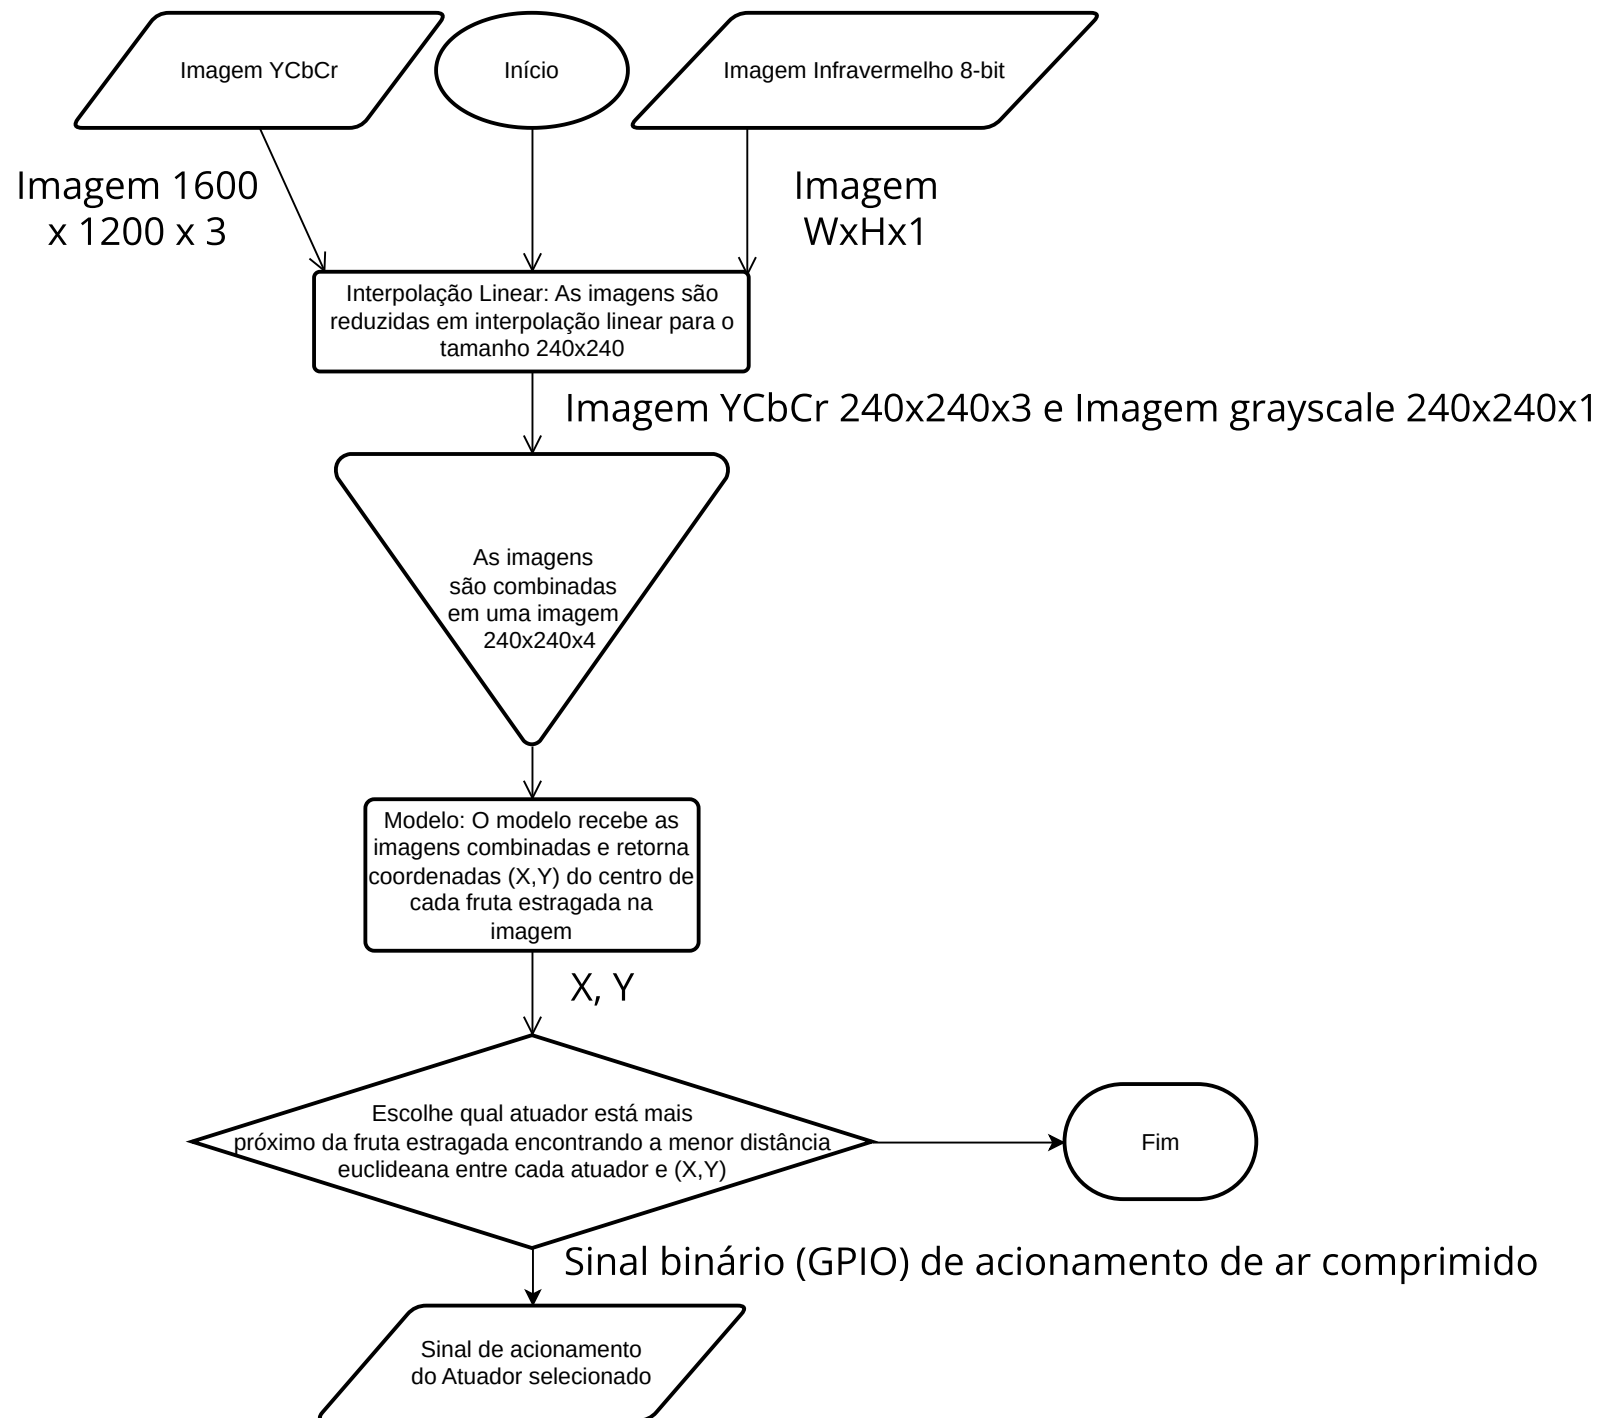 Imagem YCbCr
Início
Imagem Infravermelho 8-bit
Imagem 1600
x 1200 x 3
Imagem
WxHx1
Interpolação Linear: As imagens são
reduzidas em interpolação linear para o
tamanho 240x240
Imagem YCbCr 240x240x3 e Imagem grayscale 240x240x1
As imagens
são combinadas
em uma imagem
240x240x4
Modelo: O modelo recebe as
imagens combinadas e retorna
coordenadas (X,Y) do centro de
cada fruta estragada na
imagem
X, Y
Escolhe qual atuador está mais
próximo da fruta estragada encontrando a menor distância
euclideana entre cada atuador e (X,Y)
Fim
Sinal binário (GPIO) de acionamento de ar comprimido
Sinal de acionamento
do Atuador selecionado